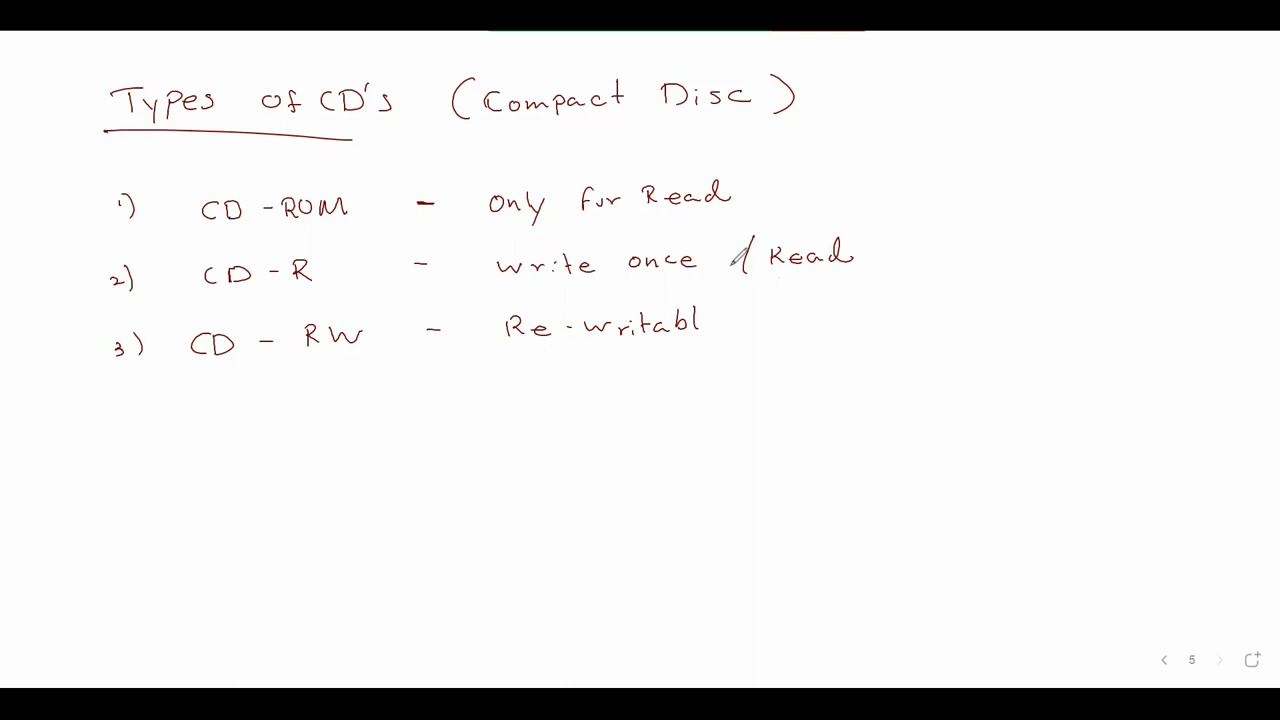 Types of CD's (Compact Disc)
1) CD-ROM - Only for Read
2) CD-R - write once / Read
3) CD - RW - Re-writabl
5